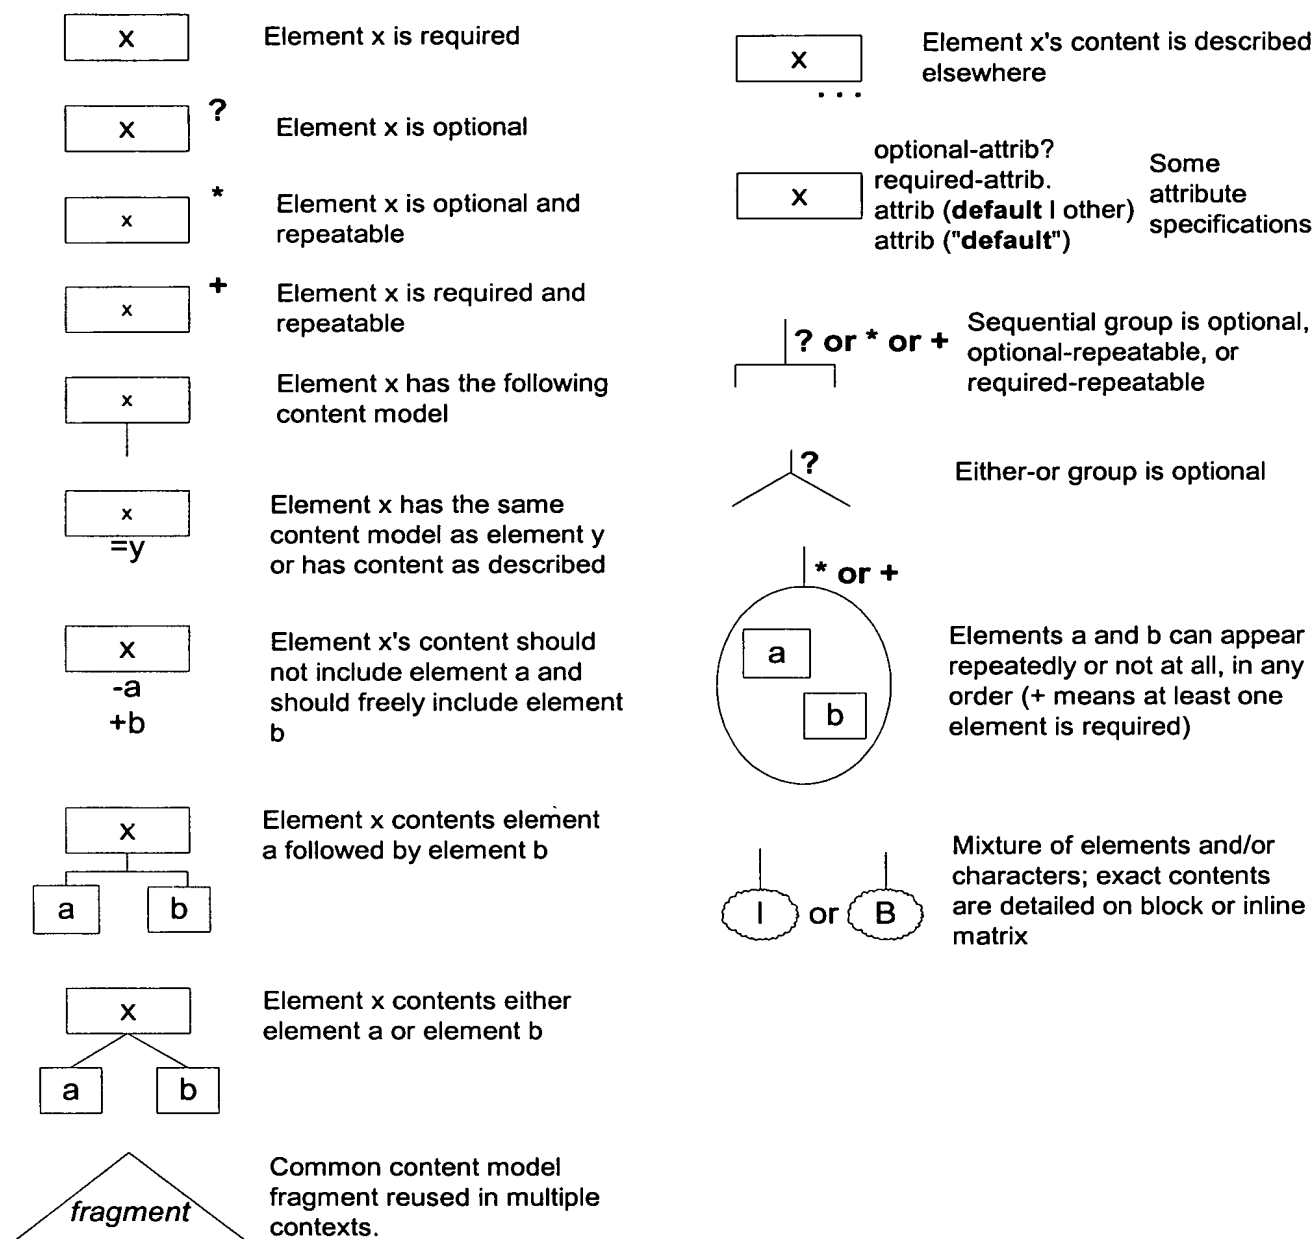 x
Element x is required
x ?
Element x is optional
x *
Element x is optional and
repeatable
x +
Element x is required and
repeatable
x
Element x has the following
content model
x
=y
Element x has the same
content model as element y
or has content as described
x
-a
+b
Element x's content should
not include element a and
should freely include element
b
x
a b
Element x contents element
a followed by element b
x
a b
Element x contents either
element a or element b
fragment
Common content model
fragment reused in multiple
contexts.
x
...
Element x's content is described
elsewhere
x
optional-attrib?
required-attrib.
attrib (default I other)
attrib ("default")
Some
attribute
specifications
? or * or +
Sequential group is optional,
optional-repeatable, or
required-repeatable
?
Either-or group is optional
* or +
a
b
Elements a and b can appear
repeatedly or not at all, in any
order (+ means at least one
element is required)
I or B
Mixture of elements and/or
characters; exact contents
are detailed on block or inline
matrix